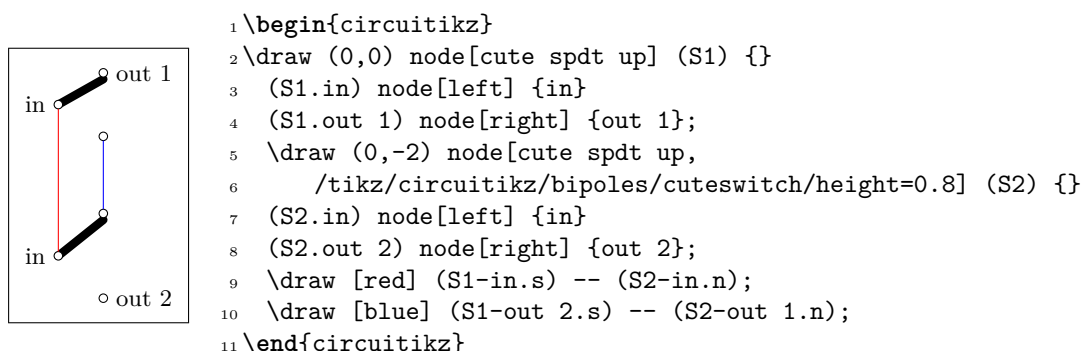 out 1
in
in
out 2
1 \begin{circuitikz}
2 \draw (0,0) node[cute spdt up] (S1) {}
3 (S1.in) node[left] {in}
4 (S1.out 1) node[right] {out 1};
5 \draw (0,-2) node[cute spdt up,
6 /tikz/circuitikz/bipoles/cuteswitch/height=0.8] (S2) {}
7 (S2.in) node[left] {in}
8 (S2.out 2) node[right] {out 2};
9 \draw [red] (S1-in.s) -- (S2-in.n);
10 \draw [blue] (S1-out 2.s) -- (S2-out 1.n);
11 \end{circuitikz}